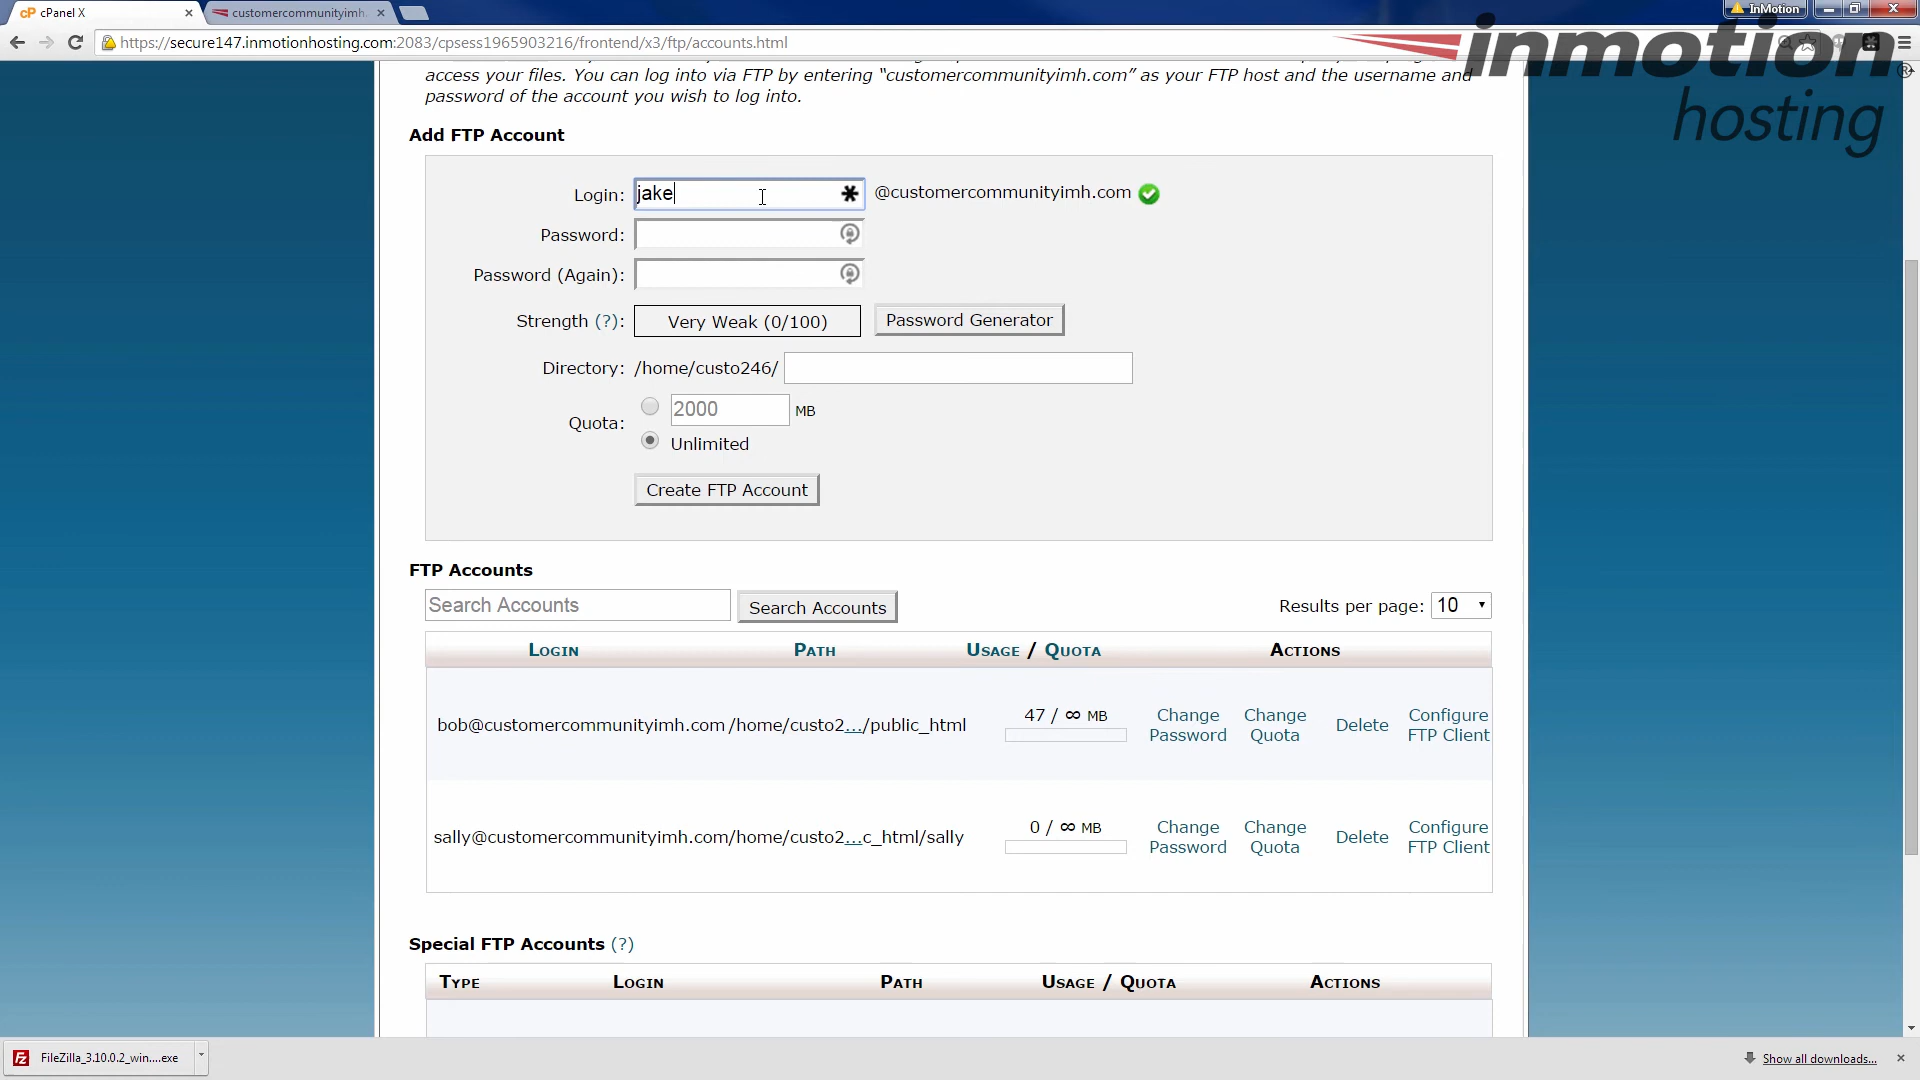 cP cPanel X
customercommunityimh.
InMotion
https://secure147.inmotionhosting.com:2083/cpsess1965903216/frontend/x3/ftp/accounts.html
inmotion
hosting
access your files. You can log into via FTP by entering “customercommunityimh.com” as your FTP host and the username and
password of the account you wish to log into.
Add FTP Account
Login: jake @customercommunityimh.com
Password:
Password (Again):
Strength (?): Very Weak (0/100) Password Generator
Directory: /home/custo246/
Quota: 2000 MB
Unlimited
Create FTP Account
FTP Accounts
Search Accounts Search Accounts Results per page: 10
Login Path Usage / Quota Actions
bob@customercommunityimh.com /home/custo2.../public_html 47 / ∞ MB Change Password Change Quota Delete Configure FTP Client
sally@customercommunityimh.com/home/custo2...c_html/sally 0 / ∞ MB Change Password Change Quota Delete Configure FTP Client
Special FTP Accounts (?)
Type Login Path Usage / Quota Actions
FileZilla_3.10.0.2_win....exe
Show all downloads...